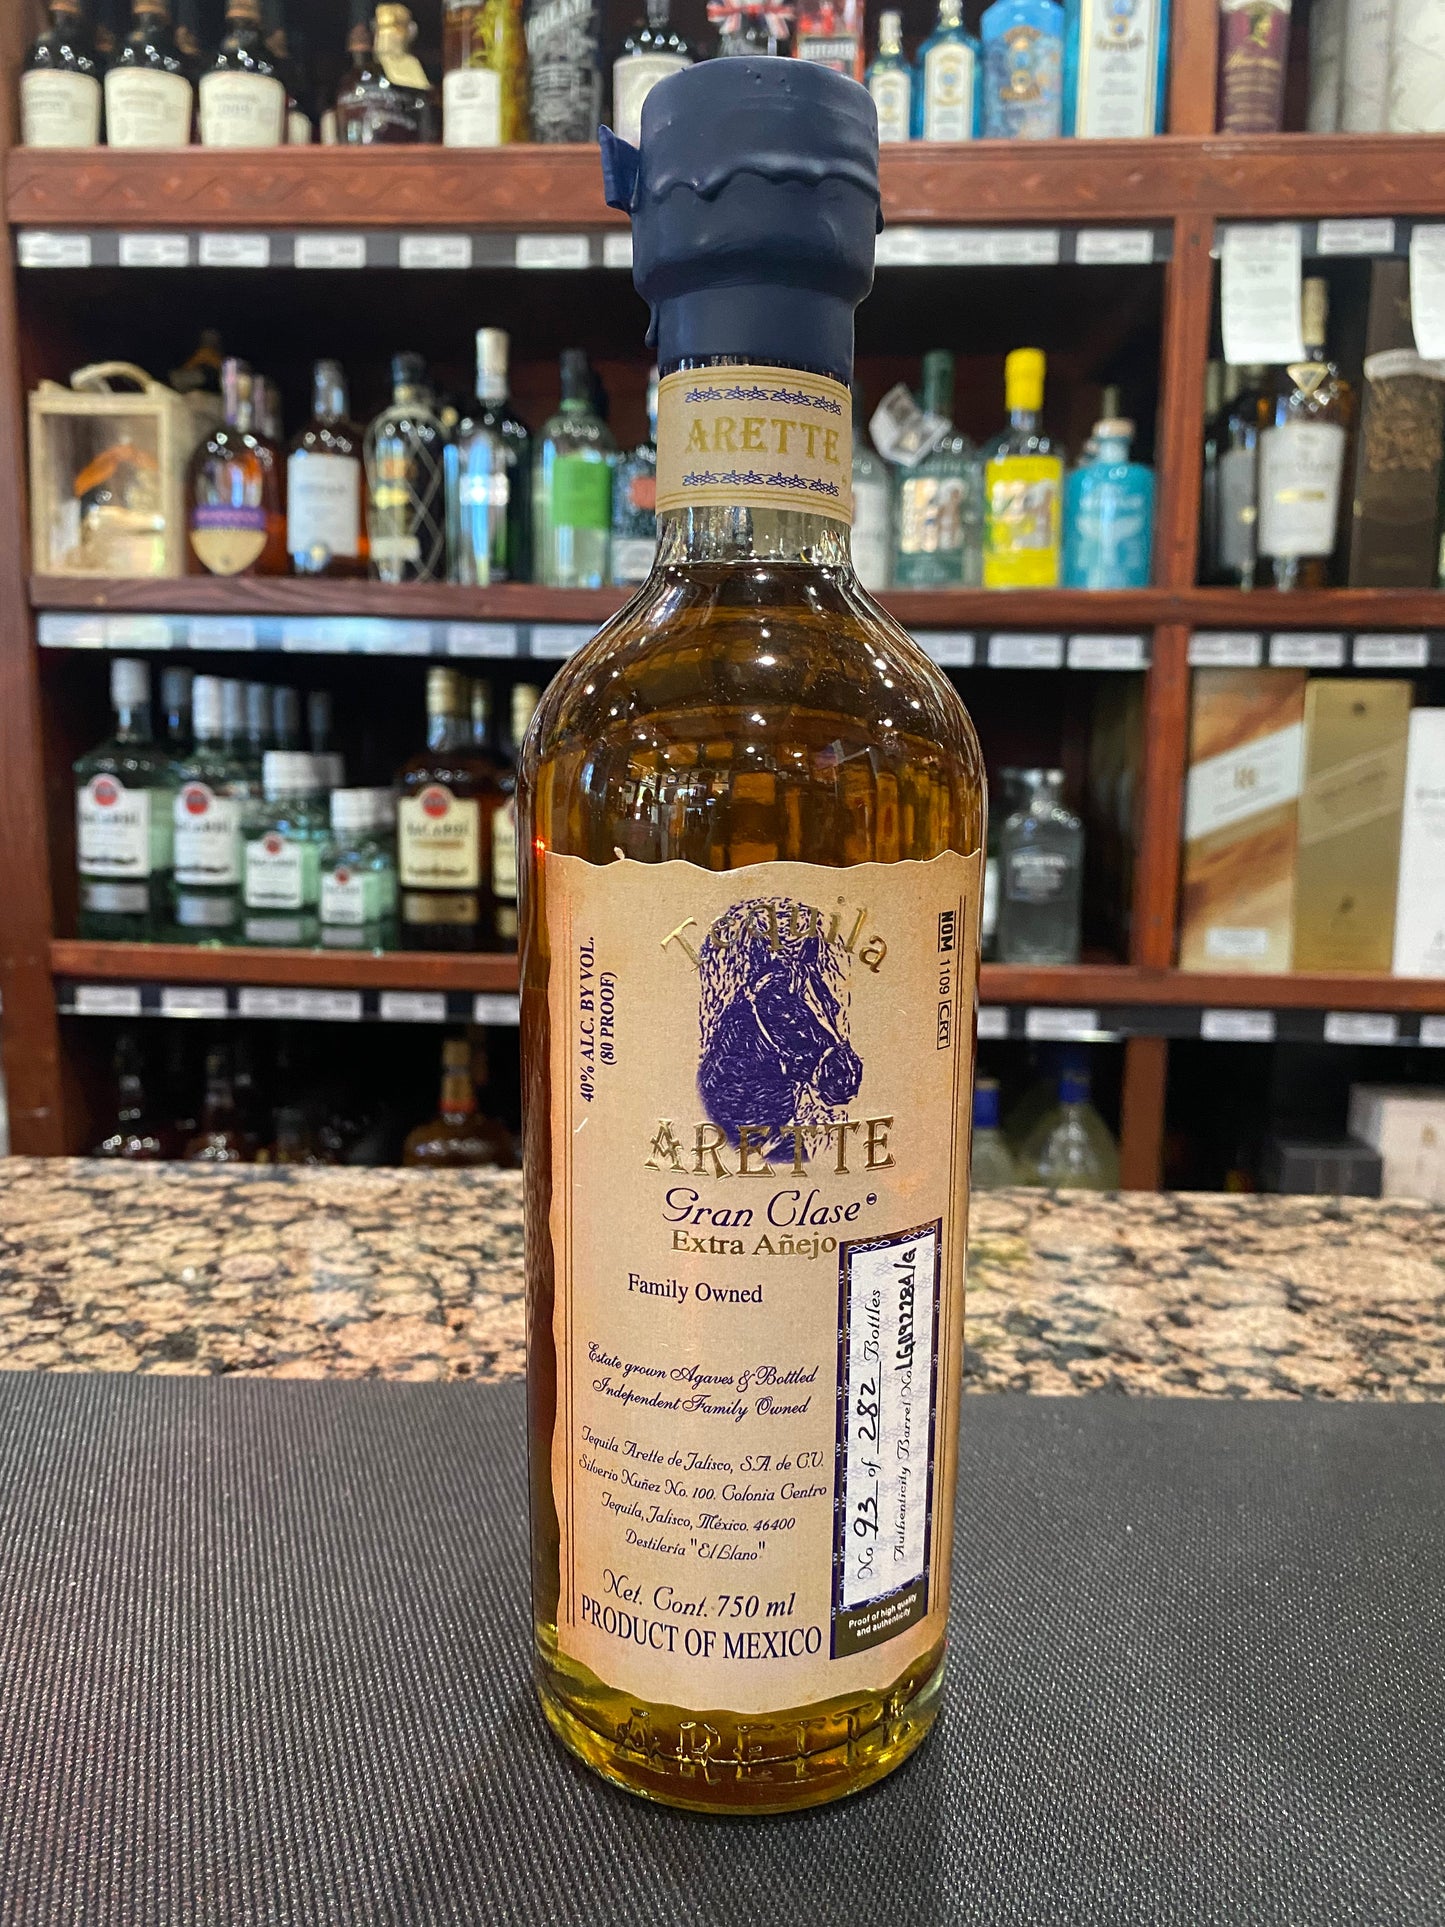 ARETTE
Tequila
40% ALC. BY VOL.
(80 PROOF)
NOM 1109 CRT
ARETTE
Gran Clase®
Extra Añejo
Family Owned
Estate grown Agaves & Bottled
Independent Family Owned
Tequila Arette de Jalisco, S.A. de C.V.
Silverio Nuñez No. 100. Colonia Centro
Tequila, Jalisco, México. 46400
Destilería "El Llano"
Net. Cont. 750 ml
PRODUCT OF MEXICO
No 93 of 282 Bottles
Authenticity Barrel No
Proof of high quality
and authenticity
ARETTE
BACARDI